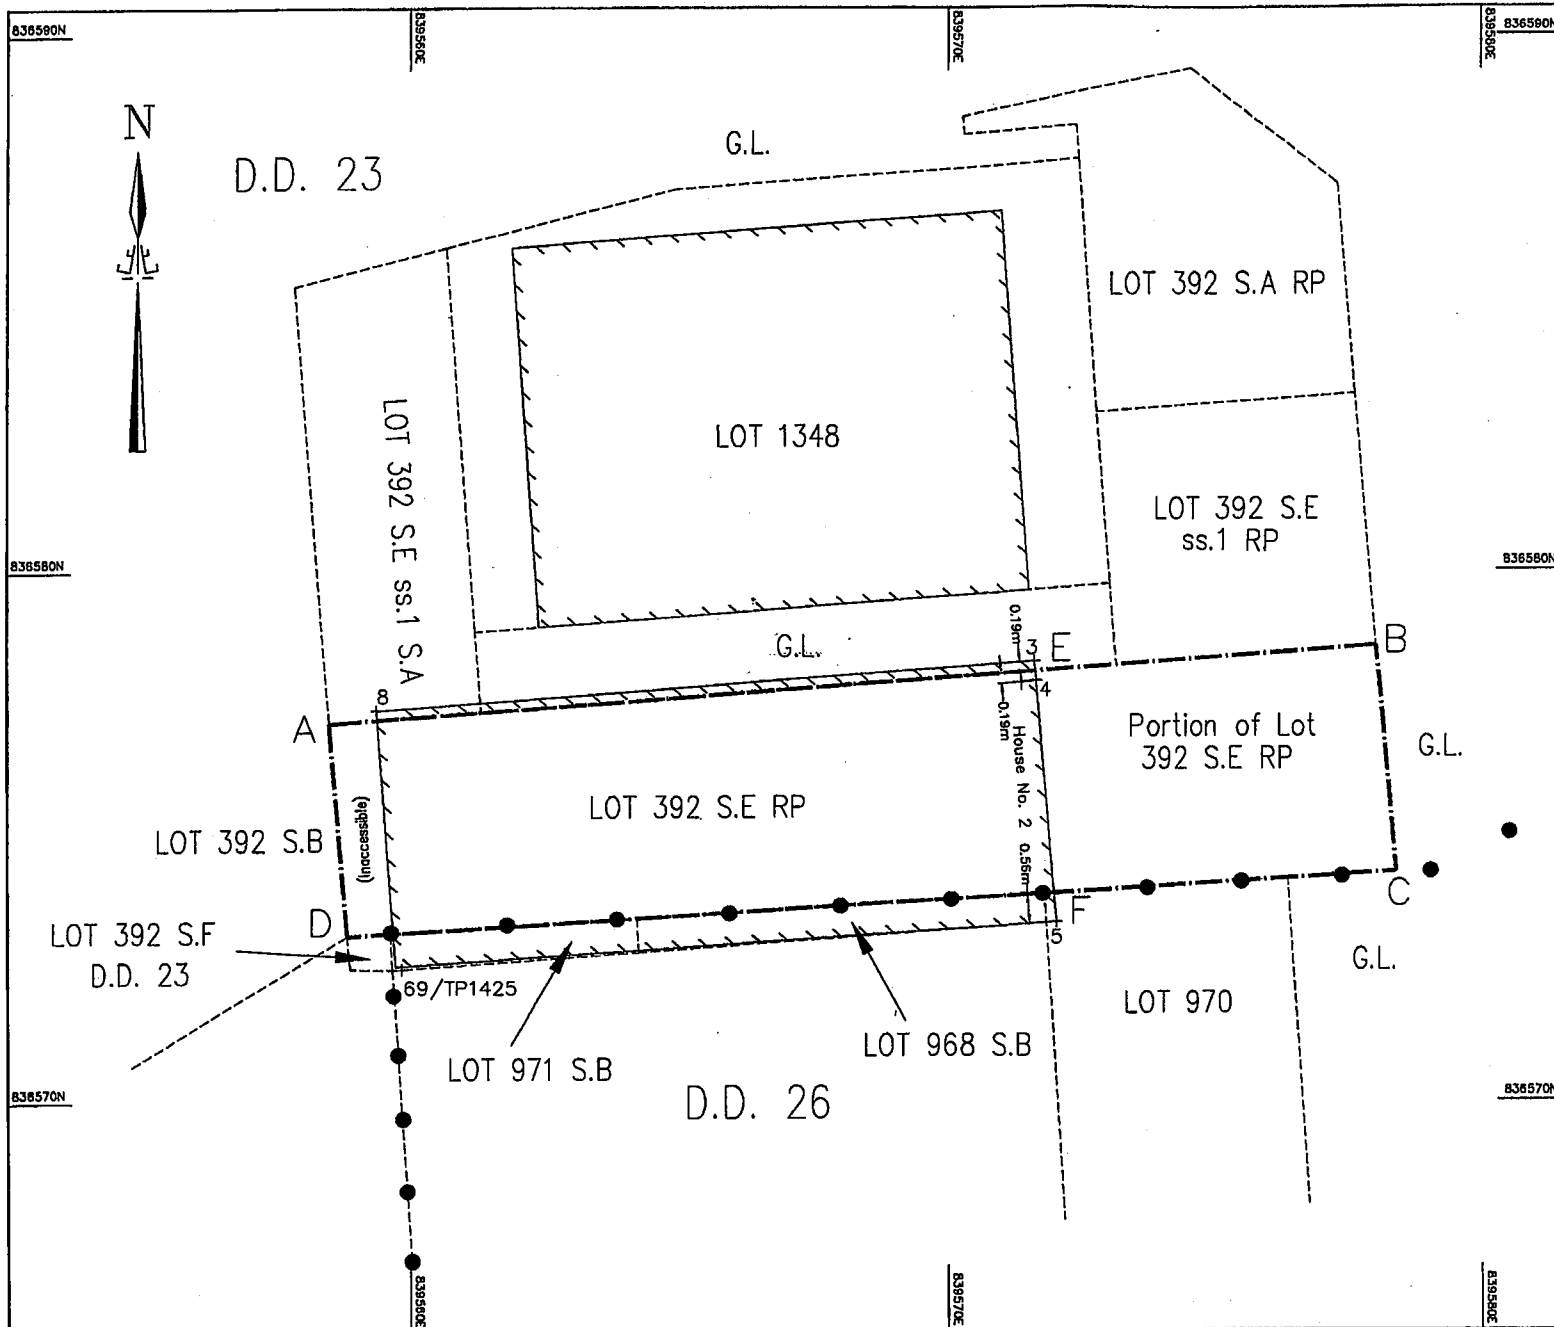 836590N
839560E
839570E
839580E
836590N
N
D.D. 23
G.L.
LOT 392 S.A RP
LOT 392 S.E ss.1 S.A
LOT 1348
LOT 392 S.E
ss.1 RP
836580N
836580N
G.L.
0.19m
3
E
B
8
4
A
0.19m
House No. 2
Portion of Lot
392 S.E RP
G.L.
(Inaccessible)
LOT 392 S.E RP
LOT 392 S.B
0.56m
D
F
C
5
LOT 392 S.F
D.D. 23
69/TP1425
G.L.
LOT 970
LOT 971 S.B
LOT 968 S.B
D.D. 26
836570N
836570N
839560E
839570E
839580E